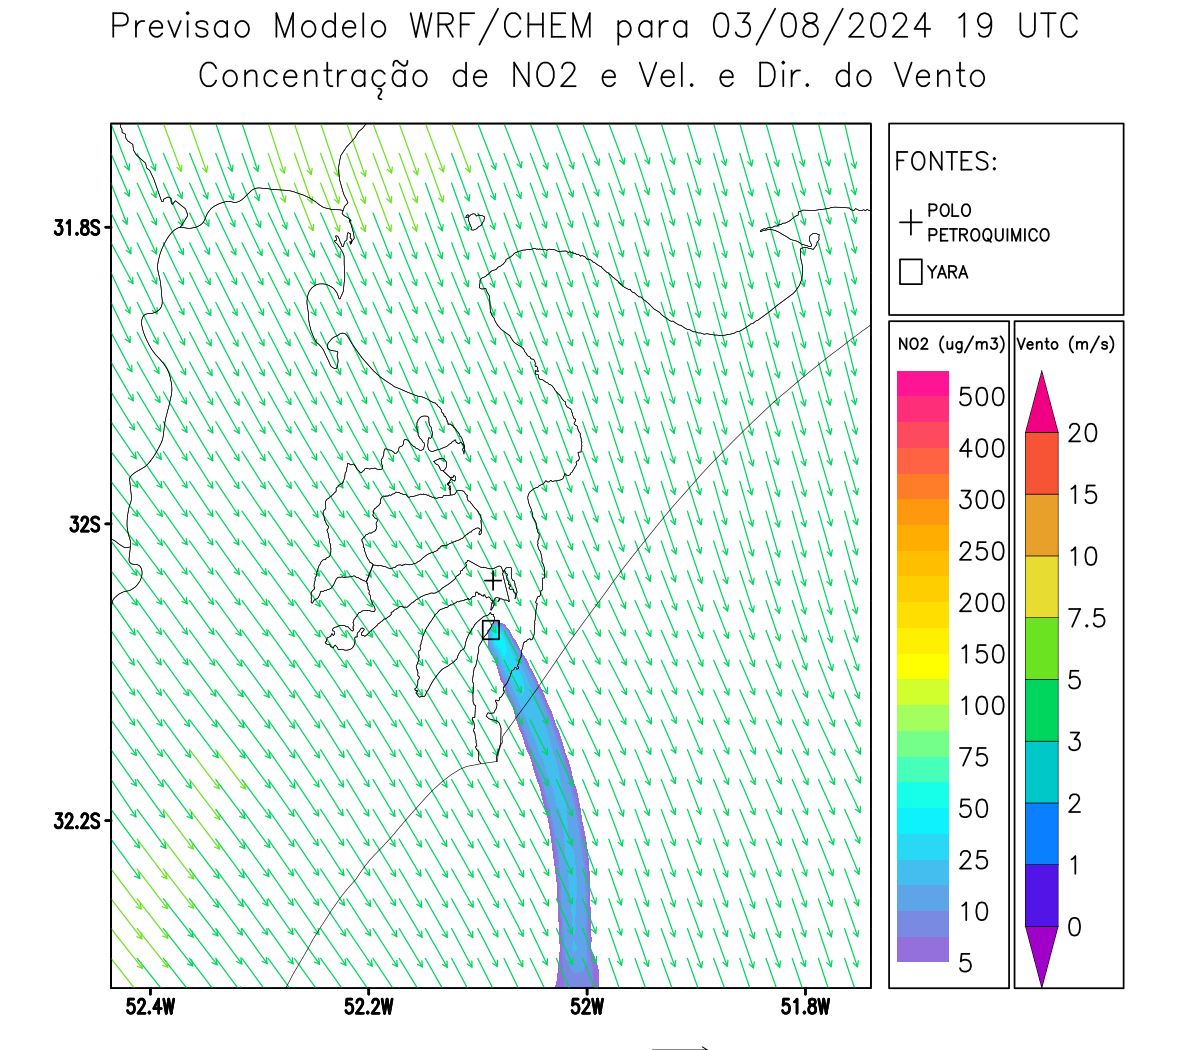 Previsao Modelo WRF/CHEM para 03/08/2024 19 UTC
Concentração de NO2 e Vel. e Dir. do Vento
FONTES:
POLO
PETROQUIMICO
YARA
NO2 (ug/m3)
500
400
300
250
200
150
100
75
50
25
10
5
Vento (m/s)
20
15
10
7.5
5
3
2
1
0
31.8S
32S
32.2S
52.4W
52.2W
52W
51.8W